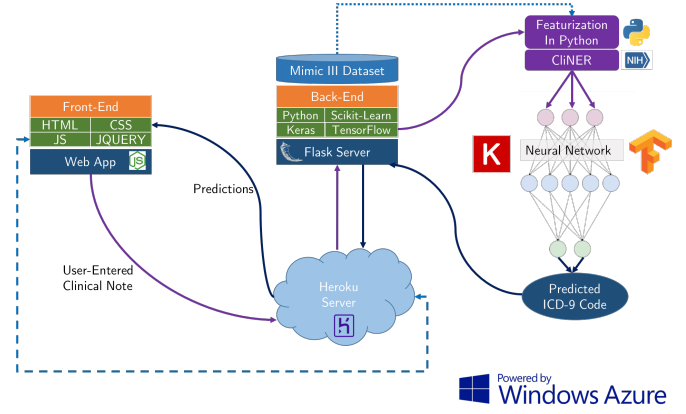 Featurization
In Python
CliNER
NIH
Mimic III Dataset
Back-End
Python
Scikit-Learn
Keras
TensorFlow
Flask Server
Front-End
HTML
CSS
JS
JQUERY
Web App
JS
K
Neural Network
Predictions
User-Entered
Clinical Note
Heroku
Server
Predicted
ICD-9 Code
Powered by
Windows Azure